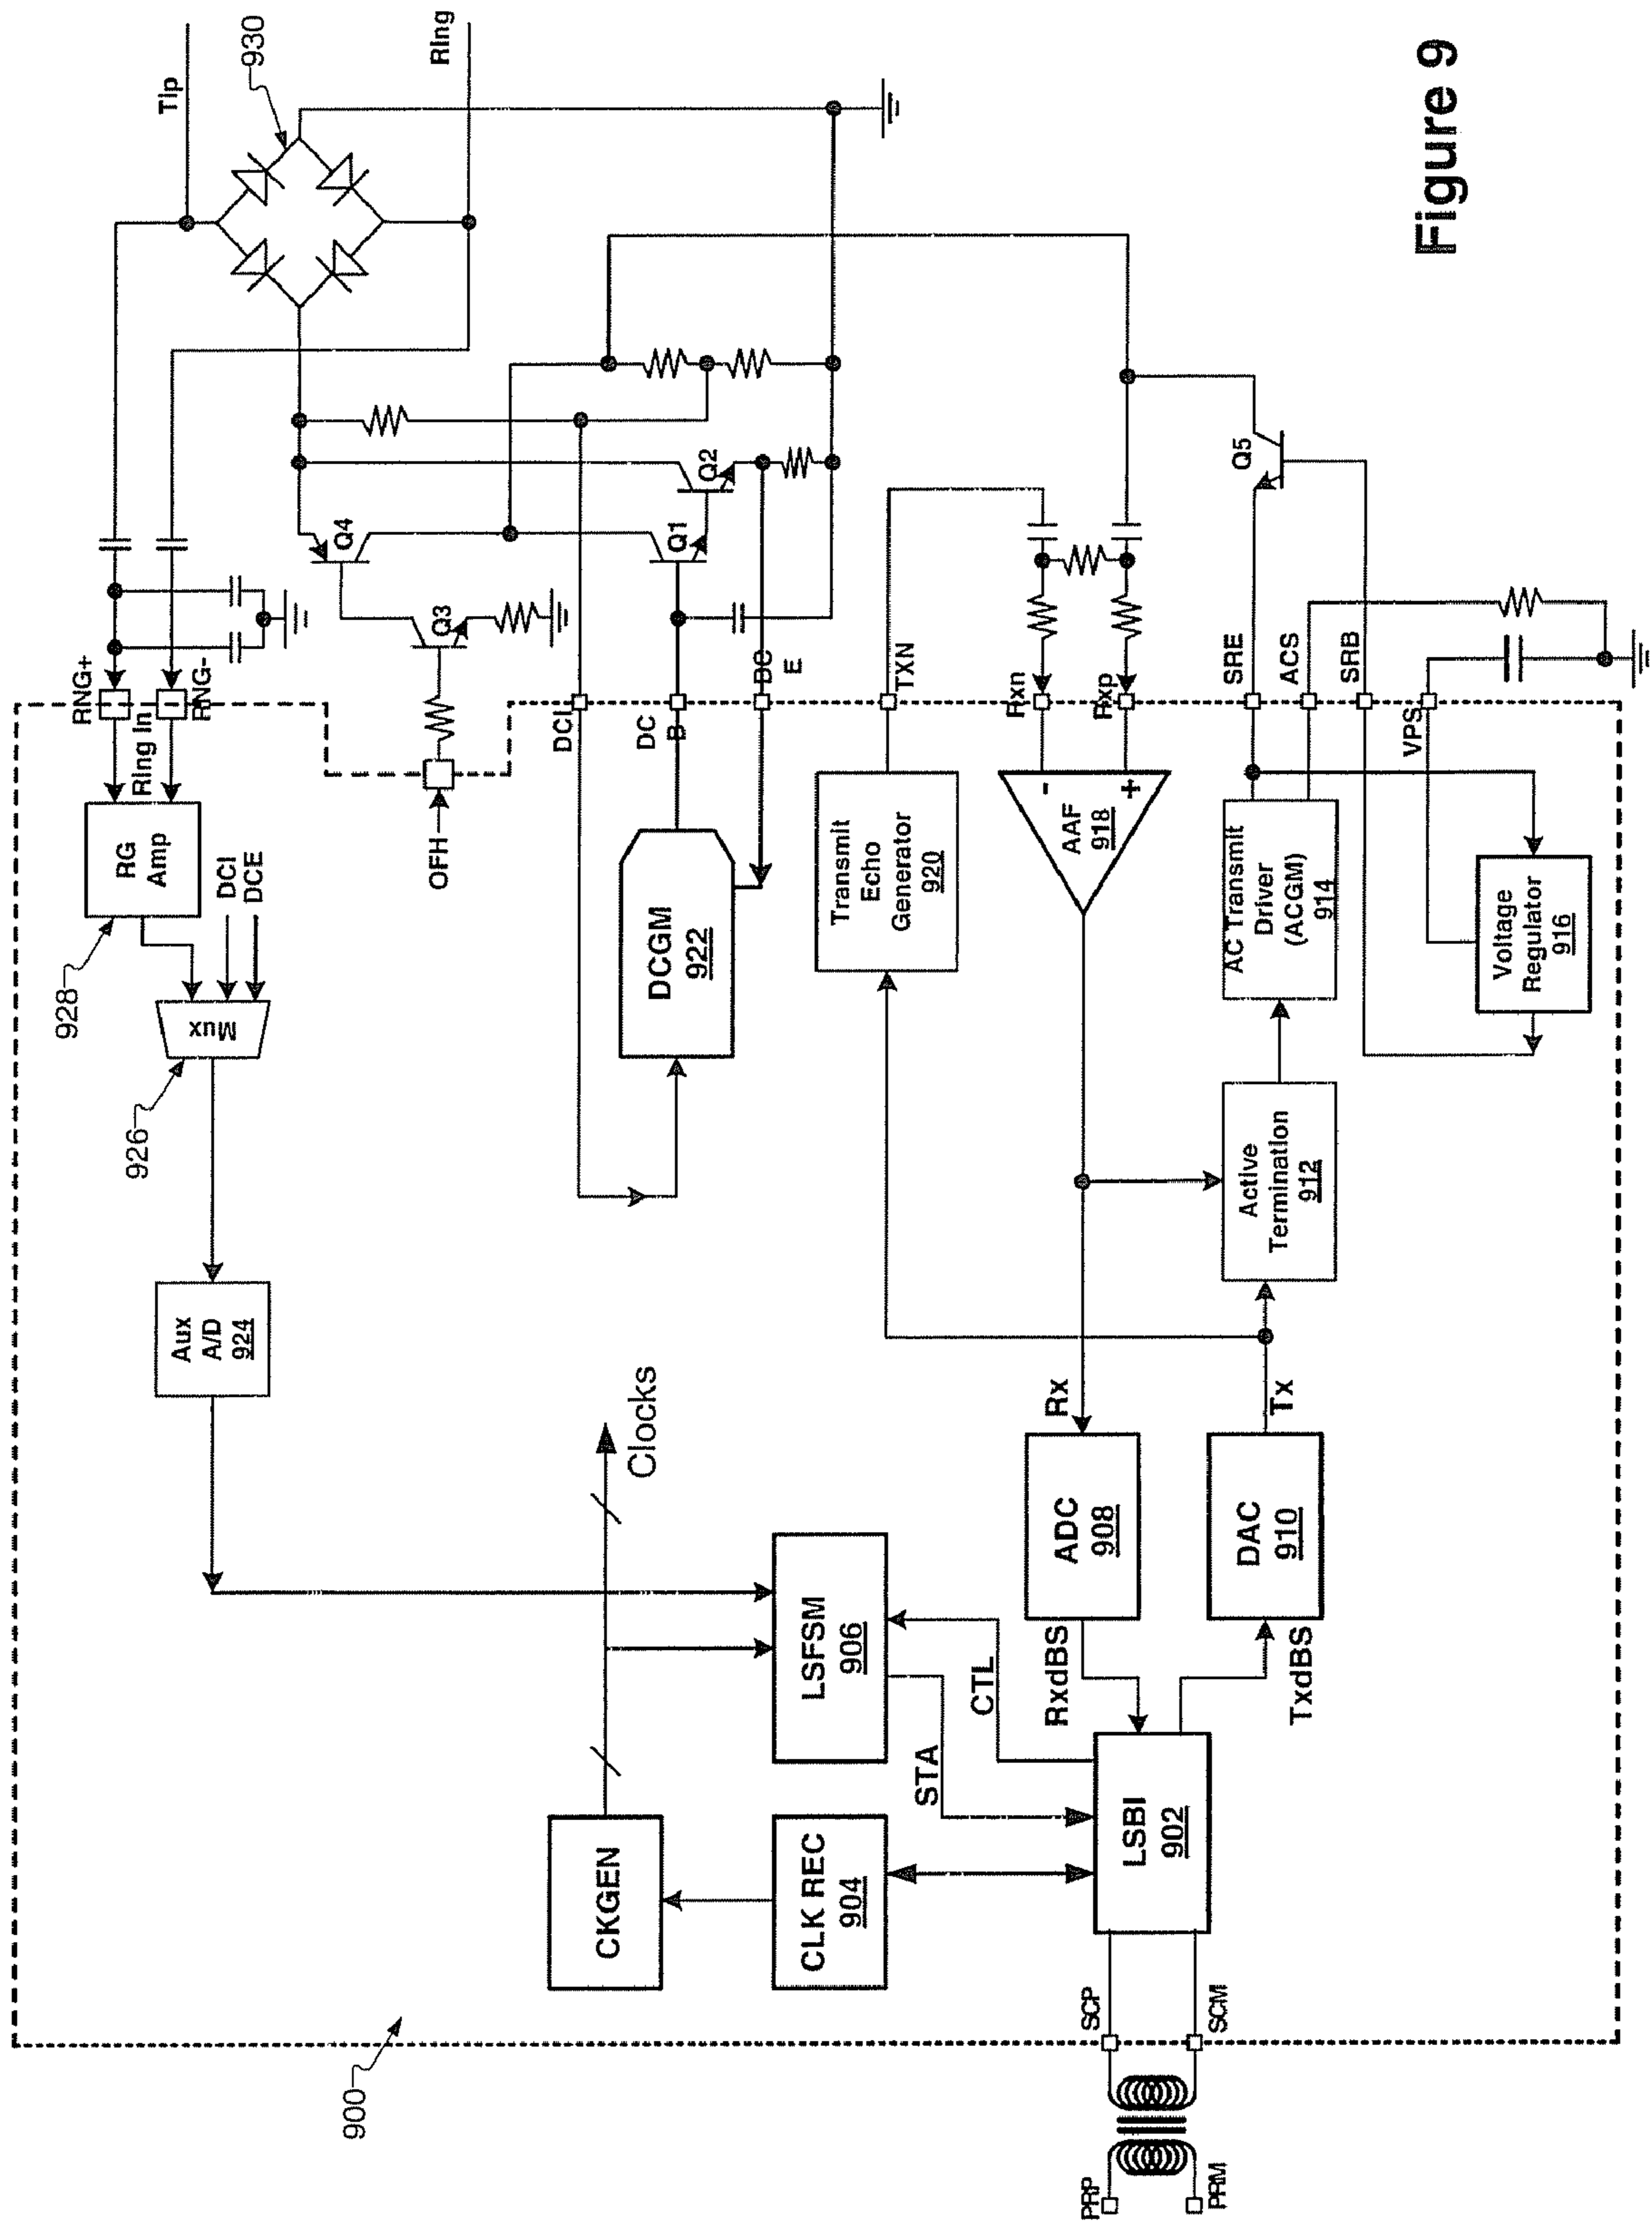 930
Tip
Ring
RNG+
RNG-
Ring In
RG
Amp
928
Mux
926
DCI
DCE
Aux
A/D
924
OFH
Q3
Q4
Q1
Q2
DCI
DC
B
DC
E
DCGM
922
TXN
Transmit
Echo
Generator
920
Rxn
Rxp
-
+
AAF
918
Q5
SRE
ACS
SRB
VPS
AC Transmit
Driver
(ACGM)
914
Voltage
Regulator
916
Active
Termination
912
Rx
Tx
ADC
908
DAC
910
RxdBS
TxdBS
Clocks
LSFSM
906
CTL
STA
CKGEN
CLK REC
904
LSBI
902
SCP
SCM
PRP
PRM
900
Figure 9